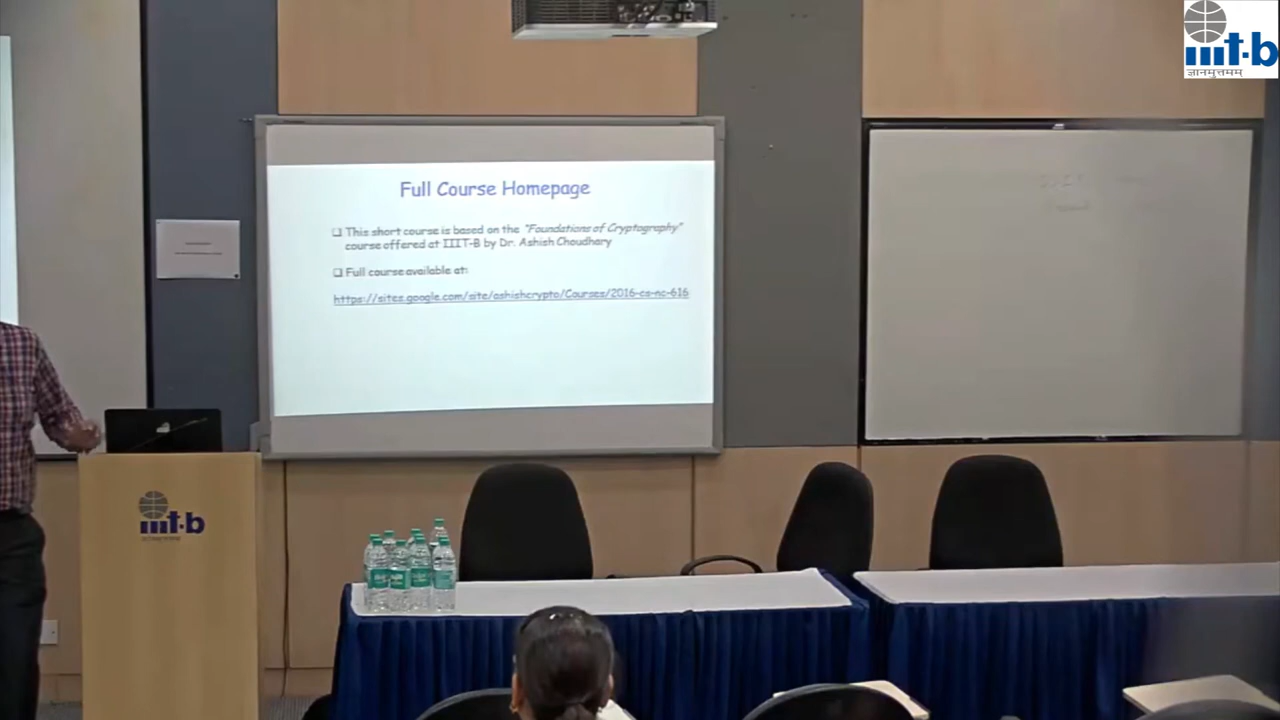 iiit-b
ज्ञानमुत्तमम्
Full Course Homepage
❑ This short course is based on the "Foundations of Cryptography"
course offered at IIIT-B by Dr. Ashish Choudhary
❑ Full course available at:
https://sites.google.com/site/ashishcrypto/Courses/2016-cs-nc-616
iiit-b